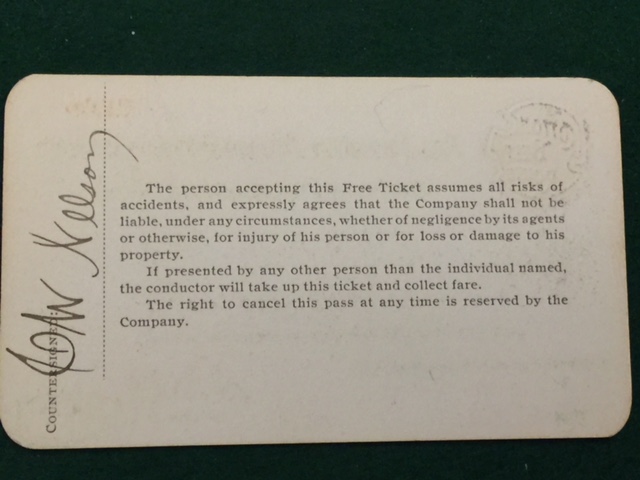 The person accepting this Free Ticket assumes all risks of
accidents, and expressly agrees that the Company shall not be
liable, under any circumstances, whether of negligence by its agents
or otherwise, for injury of his person or for loss or damage to his
property.
If presented by any other person than the individual named,
the conductor will take up this ticket and collect fare.
The right to cancel this pass at any time is reserved by the
Company.
COUNTERSIGNED:
W Nelson